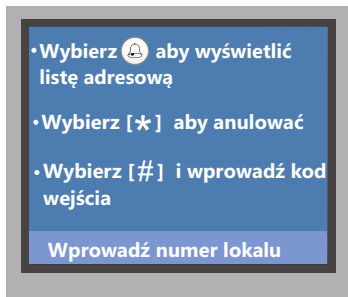 •Wybierz aby wyświetlić
listę adresową
•Wybierz [*] aby anulować
•Wybierz [#] i wprowadź kod
wejścia
Wprowadź numer lokalu